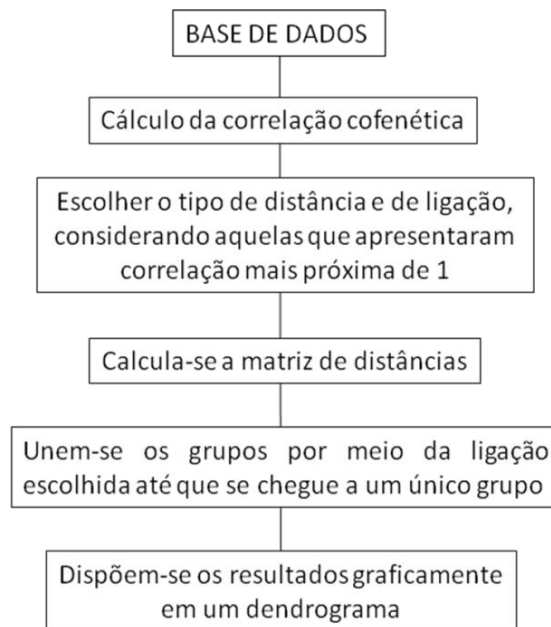 BASE DE DADOS
Cálculo da correlação cofenética
Escolher o tipo de distância e de ligação,
considerando aquelas que apresentaram
correlação mais próxima de 1
Calcula-se a matriz de distâncias
Unem-se os grupos por meio da ligação
escolhida até que se chegue a um único grupo
Dispõem-se os resultados graficamente
em um dendrograma